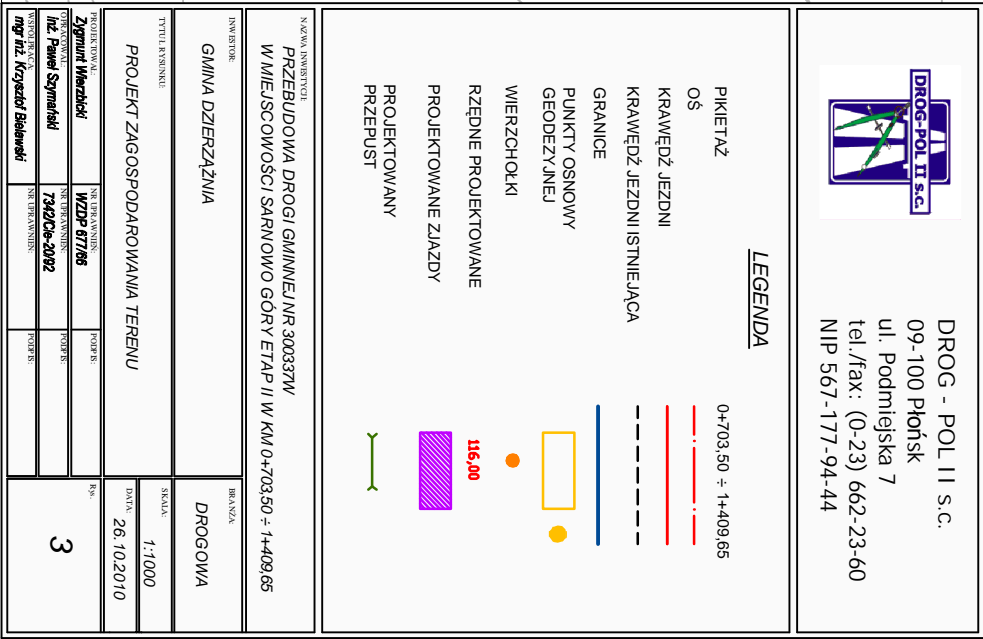 DROG-POL II s.c.
DROG - POL II s.c.
09-100 Płońsk
ul. Podmiejska 7
tel./fax: (0-23) 662-23-60
NIP 567-177-94-44
LEGENDA
PIKIETAŻ 0+703,50 ÷ 1+409,65
OŚ
KRAWĘDŹ JEZDNI
KRAWĘDŹ JEZDNI ISTNIEJĄCA
GRANICE
PUNKTY OSNOWY
GEODEZYJNEJ
WIERZCHOŁKI
RZĘDNE PROJEKTOWANE 116,00
PROJEKTOWANE ZJAZDY
PROJEKTOWANY
PRZEPUST
NAZWA INWESTYCJI:
PRZEBUDOWA DROGI GMINNEJ NR 300337W
W MIEJSCOWOŚCI SARNOWO GÓRY ETAP II W KM 0+703,50 ÷ 1+409,65
INWESTOR:
GMINA DZIERZĄŻNIA
BRANŻA:
DROGOWA
TYTUŁ RYSUNKU:
PROJEKT ZAGOSPODAROWANIA TERENU
SKALA:
1:1000
DATA:
26.10.2010
PROJEKTOWAŁ:
Zygmunt Wierzbicki
NR UPRAWNIEŃ:
WZDP 677/66
PODPIS:
OPRACOWAŁ:
inż. Paweł Szymański
NR UPRAWNIEŃ:
7342/Cie-20/92
PODPIS:
WSPÓŁPRACA:
mgr inż. Krzysztof Bielawski
NR UPRAWNIEŃ:
PODPIS:
Rys.
3